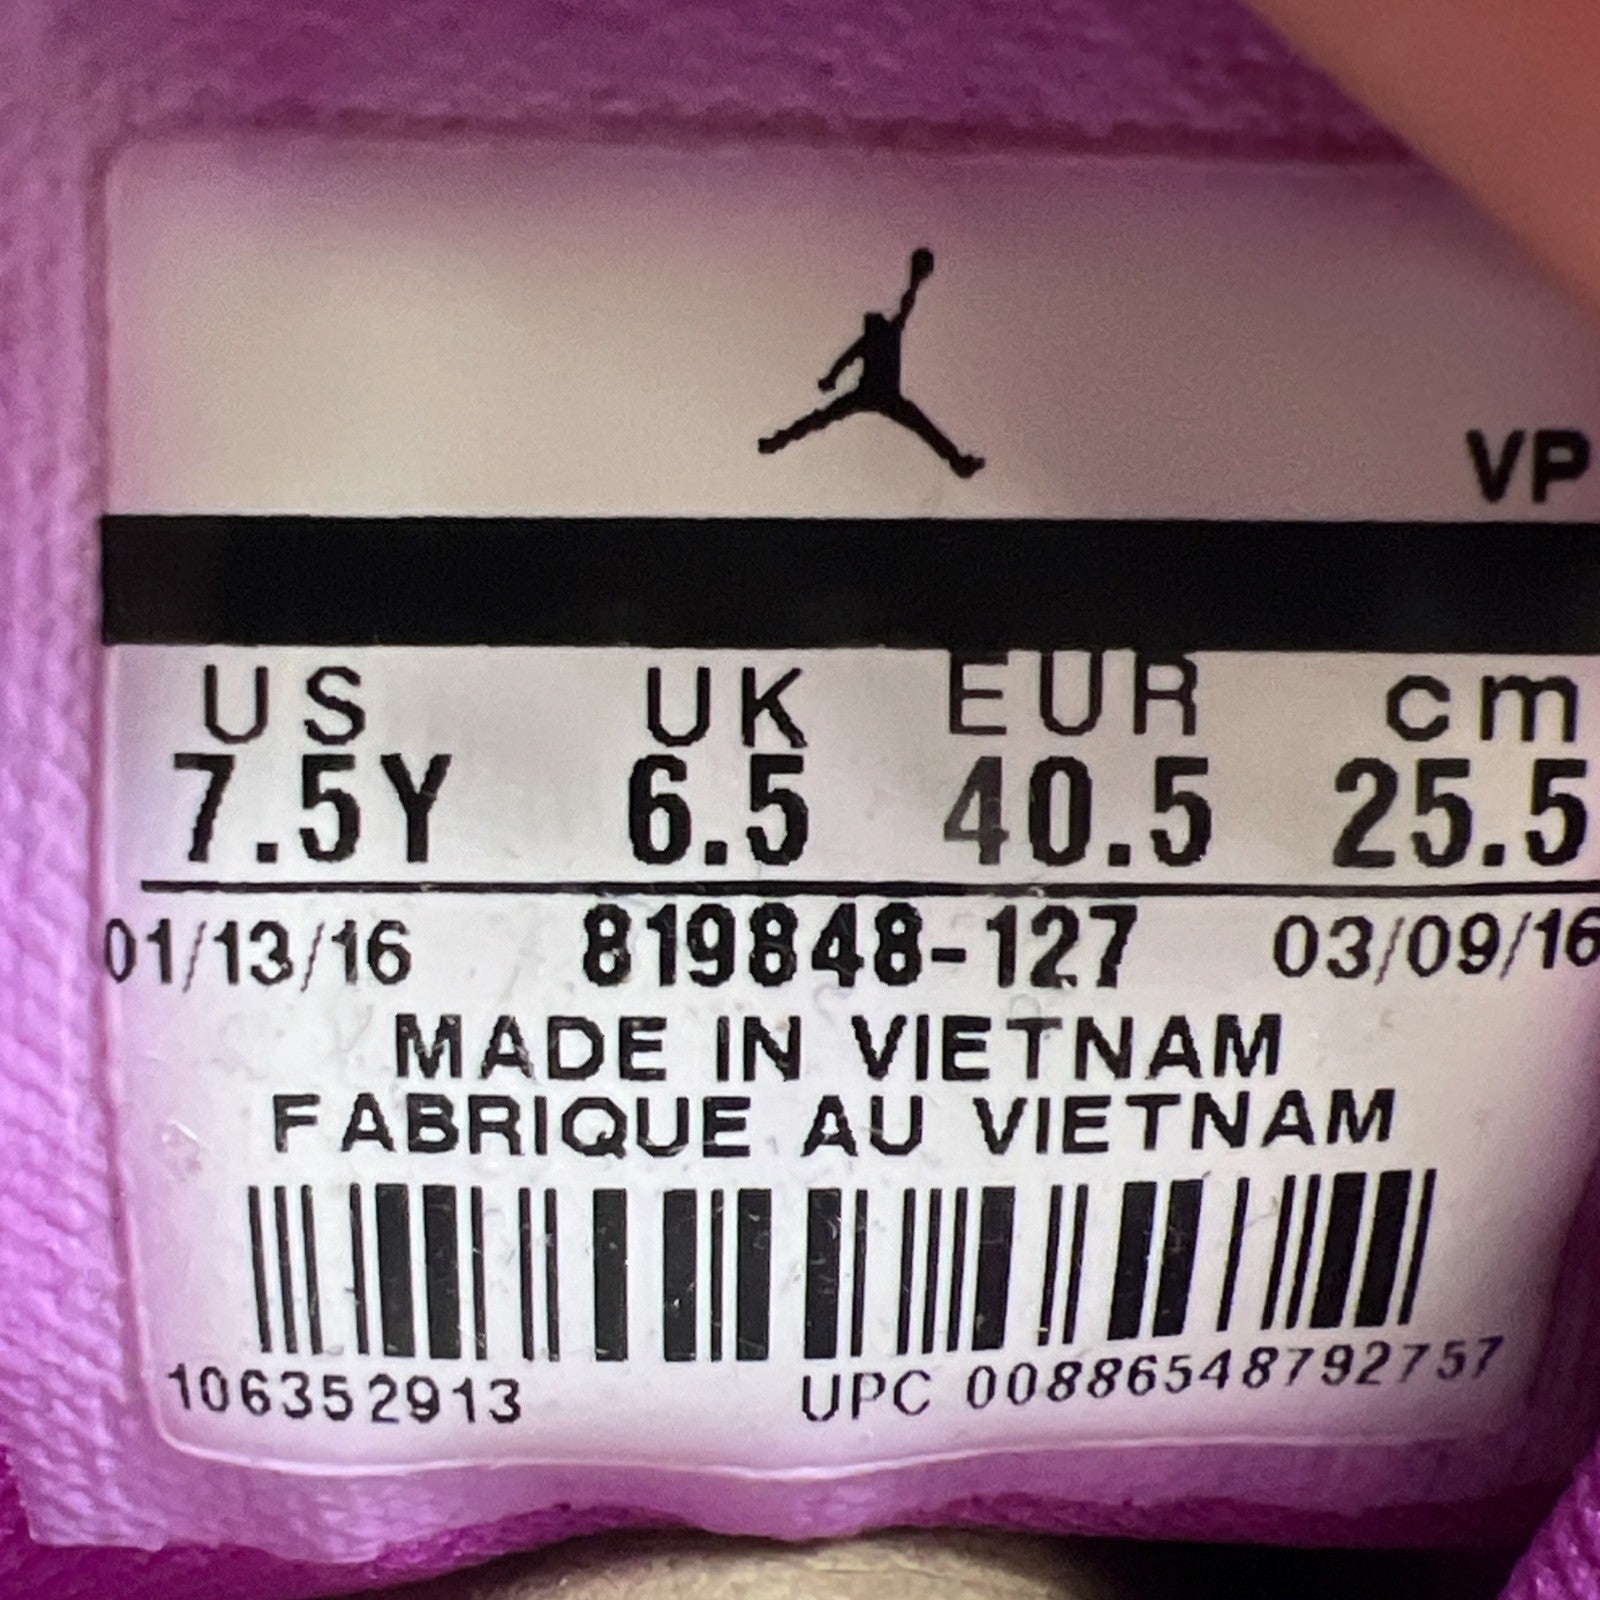 VP
US UK EUR cm
7.5Y 6.5 40.5 25.5
01/13/16 819848-127 03/09/16
MADE IN VIETNAM
FABRIQUE AU VIETNAM
106352913 UPC 00886548792757